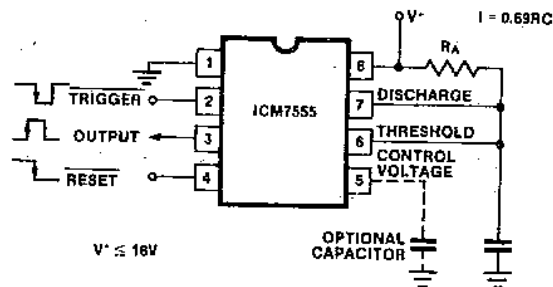 V+
I = 0.69RC
RA
1
8
TRIGGER
2
ICM7555
7
DISCHARGE
OUTPUT
3
6
THRESHOLD
RESET
4
5
CONTROL
VOLTAGE
OPTIONAL
CAPACITOR
V+ ≤ 16V